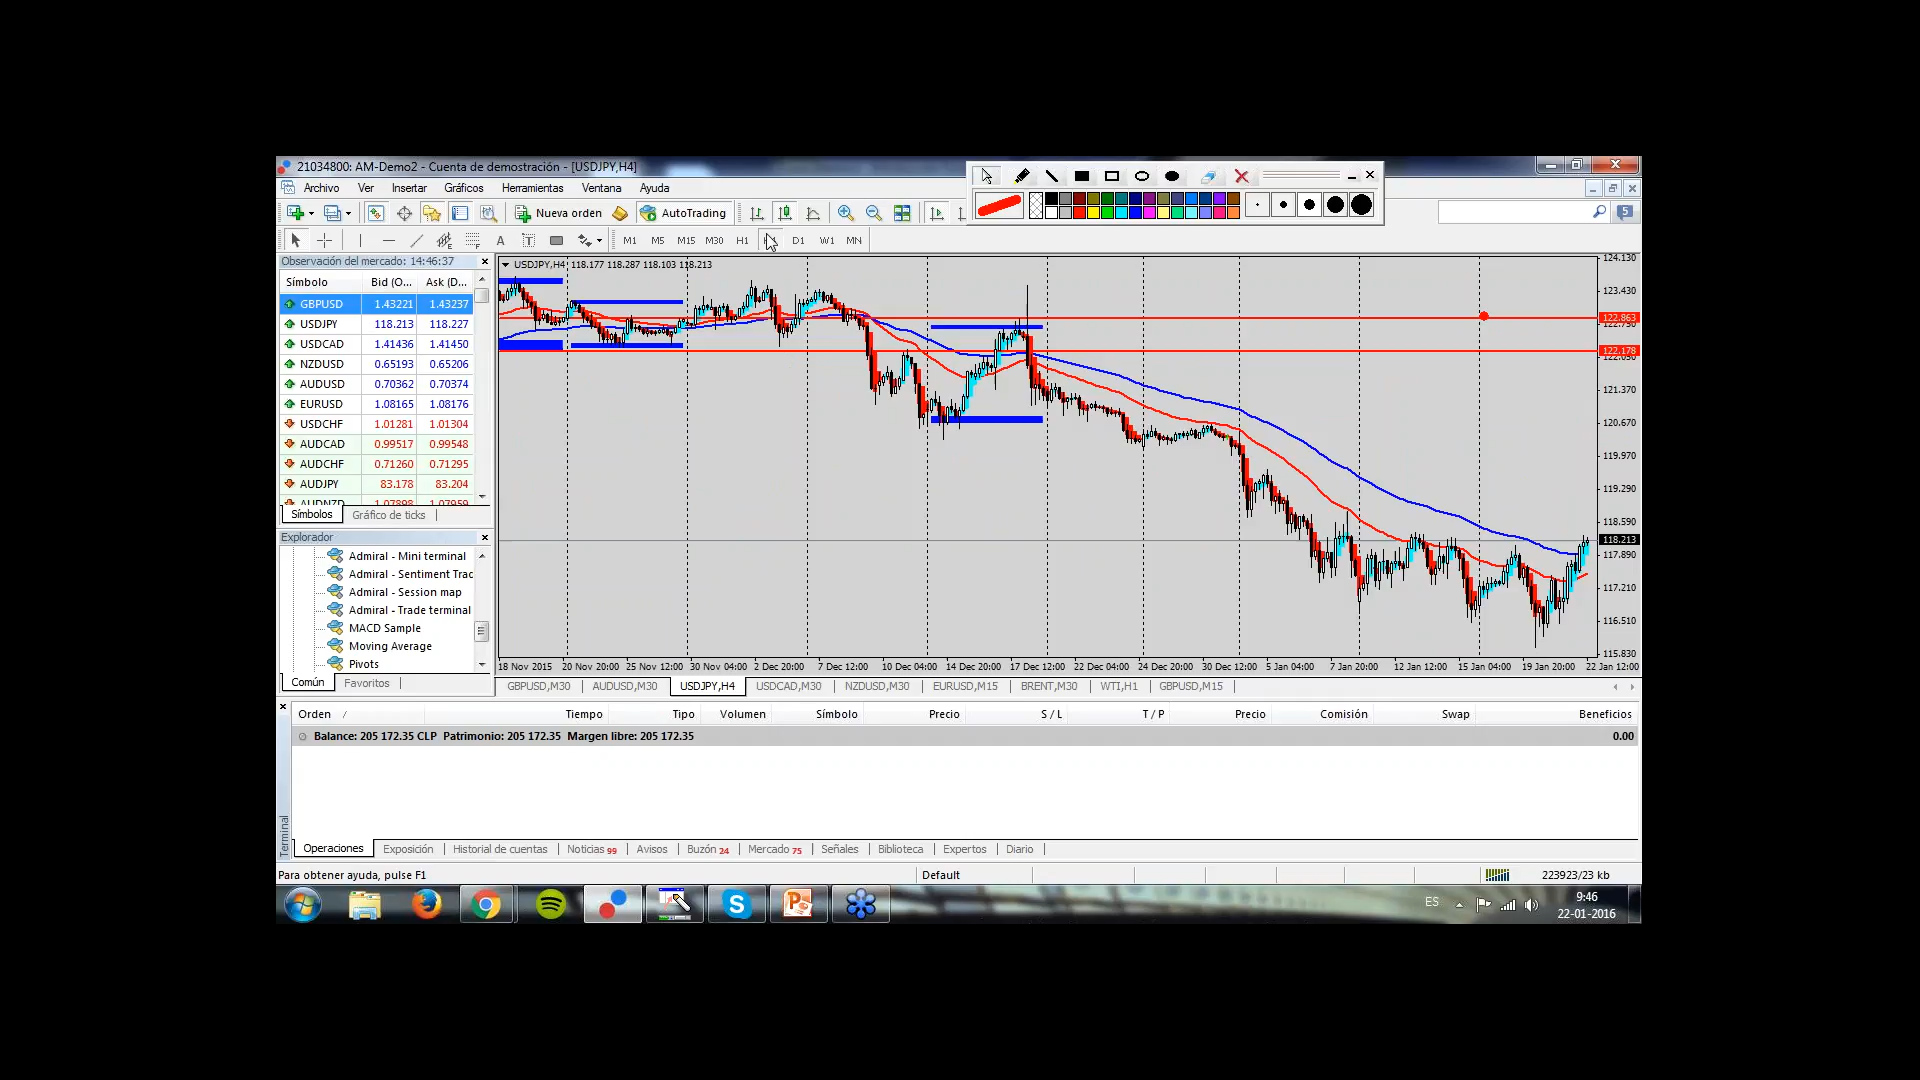 21034800: AM-Demo2 - Cuenta de demostración - [USDJPY,H4]
Archivo Ver Insertar Gráficos Herramientas Ventana Ayuda
Nueva orden AutoTrading
5
M1 M5 M15 M30 H1 D1 W1 MN
Observación del mercado: 14:46:37
Símbolo Bid (O... Ask (D...
GBPUSD 1.43221 1.43237
USDJPY 118.213 118.227
USDCAD 1.41436 1.41450
NZDUSD 0.65193 0.65206
AUDUSD 0.70362 0.70374
EURUSD 1.08165 1.08176
USDCHF 1.01281 1.01304
AUDCAD 0.99517 0.99548
AUDCHF 0.71260 0.71295
AUDJPY 83.178 83.204
AUDNZD 1.07898 1.07959
Símbolos Gráfico de ticks
Explorador
Admiral - Mini terminal
Admiral - Sentiment Trac
Admiral - Session map
Admiral - Trade terminal
MACD Sample
Moving Average
Pivots
Común Favoritos
USDJPY,H4 118.177 118.287 118.103 118.213
124.130
123.430
122.863
122.750
122.178
122.050
121.370
120.670
119.970
119.290
118.590
118.213
117.890
117.210
116.510
115.830
18 Nov 2015 20 Nov 20:00 25 Nov 12:00 30 Nov 04:00 2 Dec 20:00 7 Dec 12:00 10 Dec 04:00 14 Dec 20:00 17 Dec 12:00 22 Dec 04:00 24 Dec 20:00 30 Dec 12:00 5 Jan 04:00 7 Jan 20:00 12 Jan 12:00 15 Jan 04:00 19 Jan 20:00 22 Jan 12:00
GBPUSD,M30 AUDUSD,M30 USDJPY,H4 USDCAD,M30 NZDUSD,M30 EURUSD,M15 BRENT,M30 WTI,H1 GBPUSD,M15
Orden Tiempo Tipo Volumen Símbolo Precio S / L T / P Precio Comisión Swap Beneficios
Balance: 205 172.35 CLP Patrimonio: 205 172.35 Margen libre: 205 172.35 0.00
Terminal
Operaciones Exposición Historial de cuentas Noticias 99 Avisos Buzón 24 Mercado 75 Señales Biblioteca Expertos Diario
Para obtener ayuda, pulse F1 Default 223923/23 kb
ES 9:46
22-01-2016